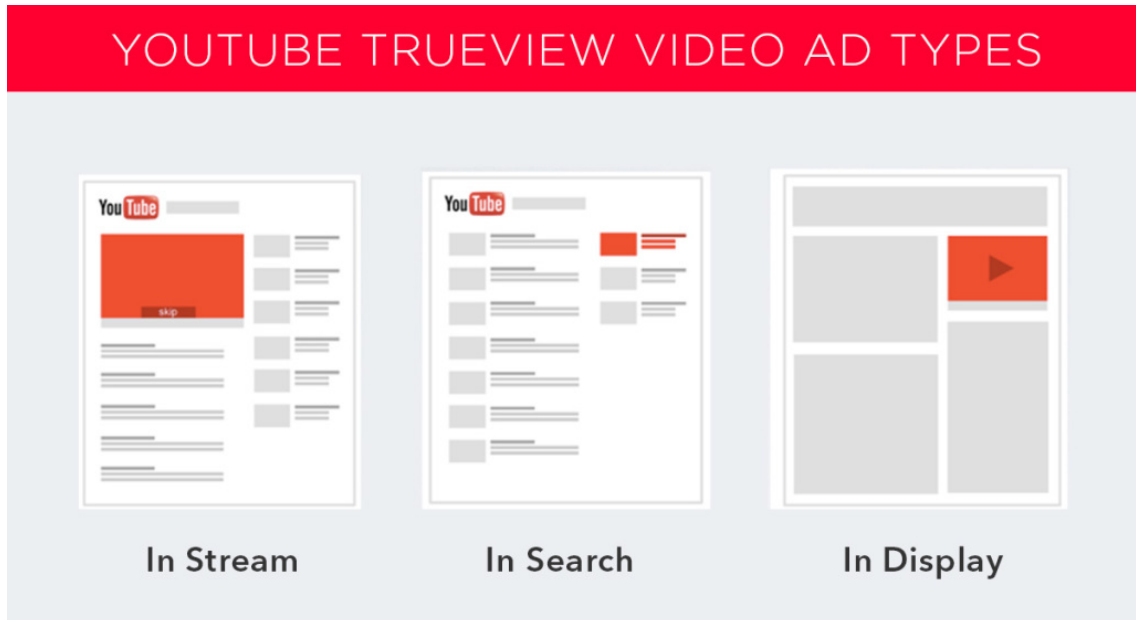 YOUTUBE TRUEVIEW VIDEO AD TYPES
YouTube
skip
YouTube
In Stream
In Search
In Display